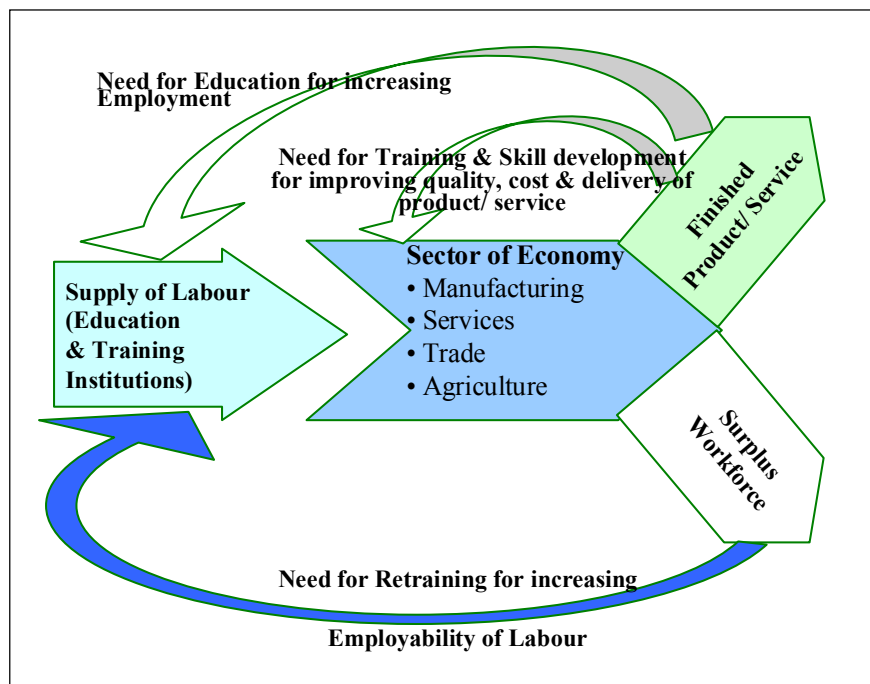 Need for Education for increasing
Employment
Need for Training & Skill development
for improving quality, cost & delivery of
product/ service
Finished
Product/ Service
Sector of Economy
• Manufacturing
• Services
• Trade
• Agriculture
Supply of Labour
(Education
& Training
Institutions)
Surplus
Workforce
Need for Retraining for increasing
Employability of Labour